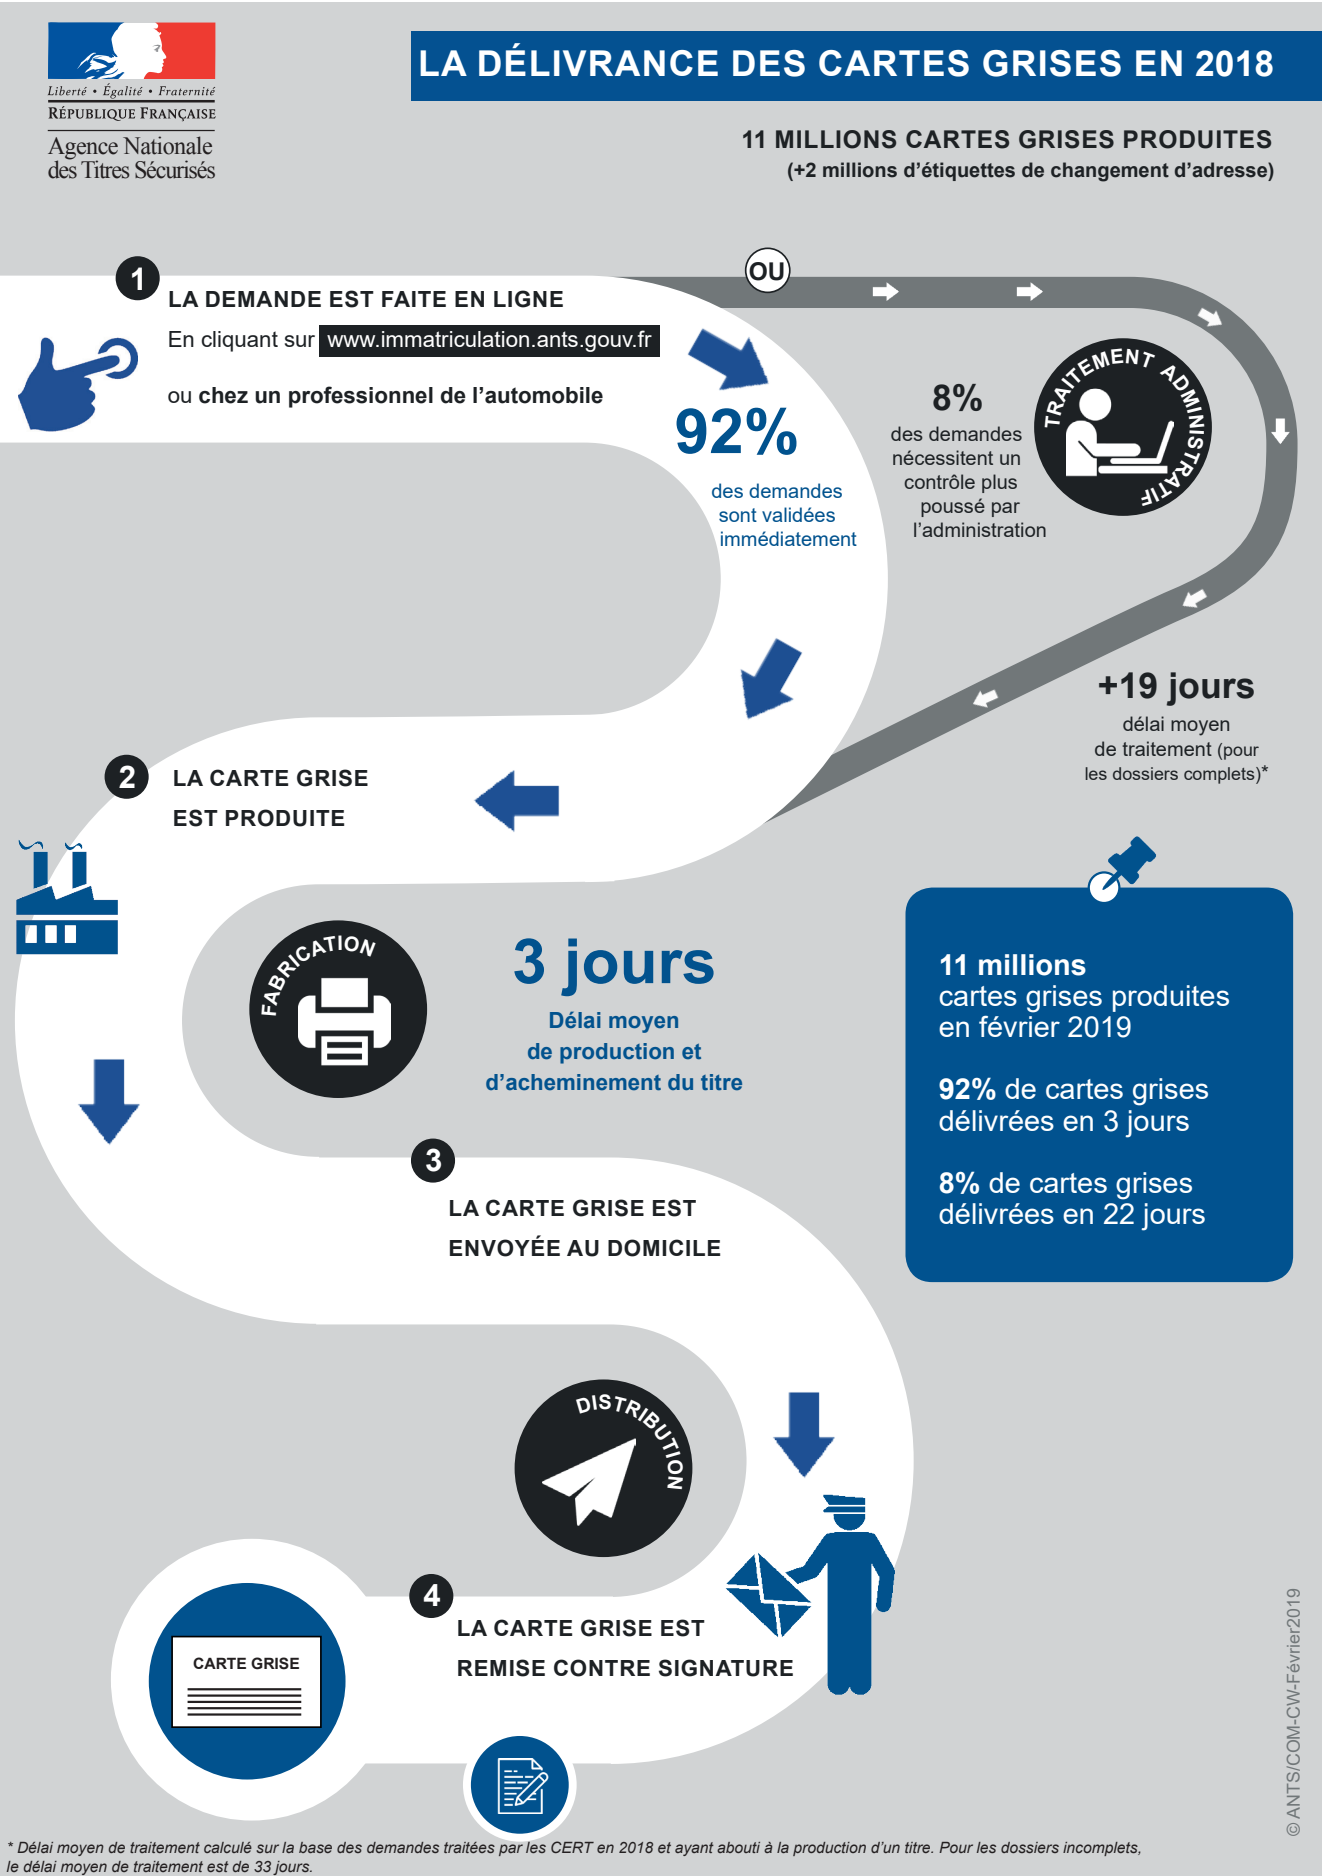 Liberté • Égalité • Fraternité
RÉPUBLIQUE FRANÇAISE
Agence Nationale
des Titres Sécurisés
LA DÉLIVRANCE DES CARTES GRISES EN 2018
11 MILLIONS CARTES GRISES PRODUITES
(+2 millions d’étiquettes de changement d’adresse)
1
LA DEMANDE EST FAITE EN LIGNE
En cliquant sur www.immatriculation.ants.gouv.fr
ou chez un professionnel de l’automobile
OU
92%
des demandes
sont validées
immédiatement
8%
des demandes
nécessitent un
contrôle plus
poussé par
l’administration
TRAITEMENT ADMINISTRATIF
+19 jours
délai moyen
de traitement (pour
les dossiers complets)*
2
LA CARTE GRISE
EST PRODUITE
FABRICATION
3 jours
Délai moyen
de production et
d’acheminement du titre
11 millions
cartes grises produites
en février 2019
92% de cartes grises
délivrées en 3 jours
8% de cartes grises
délivrées en 22 jours
3
LA CARTE GRISE EST
ENVOYÉE AU DOMICILE
DISTRIBUTION
4
LA CARTE GRISE EST
REMISE CONTRE SIGNATURE
CARTE GRISE
© ANTS/COM-CW-Février2019
* Délai moyen de traitement calculé sur la base des demandes traitées par les CERT en 2018 et ayant abouti à la production d’un titre. Pour les dossiers incomplets,
le délai moyen de traitement est de 33 jours.